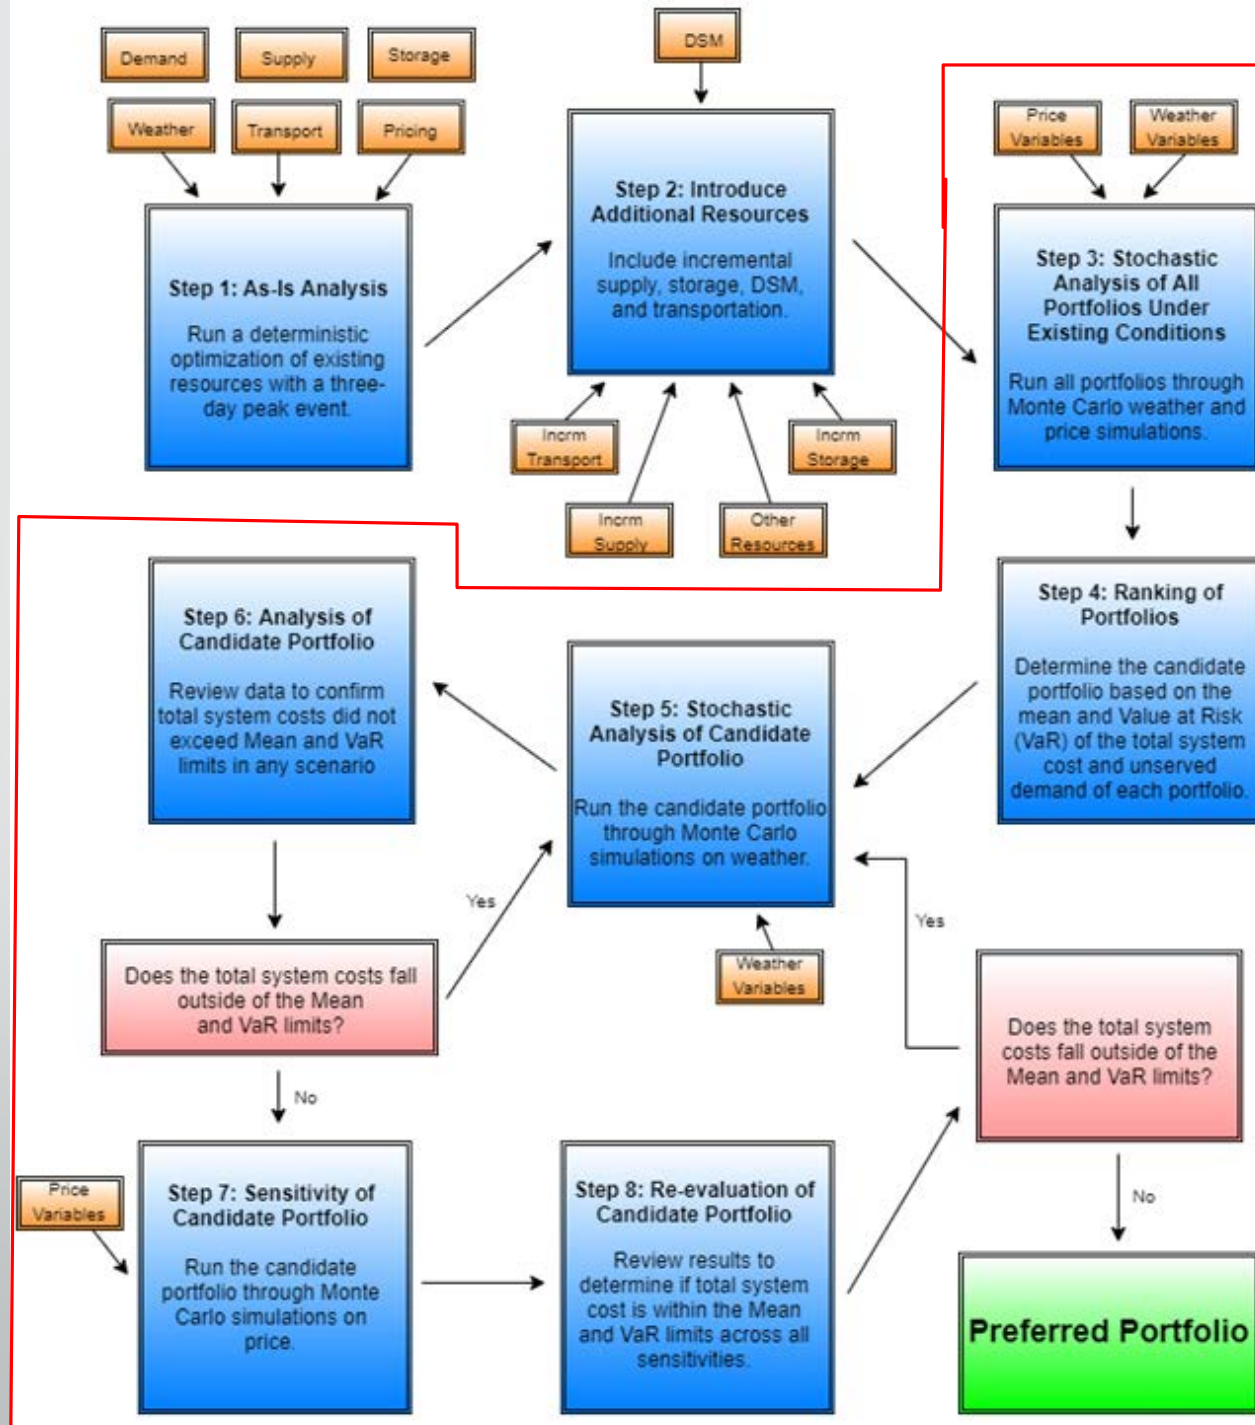 Demand
Supply
Storage
Weather
Transport
Pricing
DSM
Price
Variables
Weather
Variables
Step 1: As-Is Analysis
Run a deterministic
optimization of existing
resources with a three-
day peak event.
Step 2: Introduce
Additional Resources
Include incremental
supply, storage, DSM,
and transportation.
Incrm
Transport
Incrm
Supply
Other
Resources
Incrm
Storage
Step 3: Stochastic
Analysis of All
Portfolios Under
Existing Conditions
Run all portfolios through
Monte Carlo weather and
price simulations.
Step 4: Ranking of
Portfolios
Determine the candidate
portfolio based on the
mean and Value at Risk
(VaR) of the total system
cost and unserved
demand of each portfolio.
Step 5: Stochastic
Analysis of Candidate
Portfolio
Run the candidate portfolio
through Monte Carlo
simulations on weather.
Weather
Variables
Step 6: Analysis of
Candidate Portfolio
Review data to confirm
total system costs did not
exceed Mean and VaR
limits in any scenario
Does the total system costs fall
outside of the Mean
and VaR limits?
Yes
No
Price
Variables
Step 7: Sensitivity of
Candidate Portfolio
Run the candidate
portfolio through Monte
Carlo simulations on
price.
Step 8: Re-evaluation of
Candidate Portfolio
Review results to
determine if total system
cost is within the Mean
and VaR limits across all
sensitivities.
Does the total system
costs fall outside of the
Mean and VaR limits?
Yes
No
Preferred Portfolio